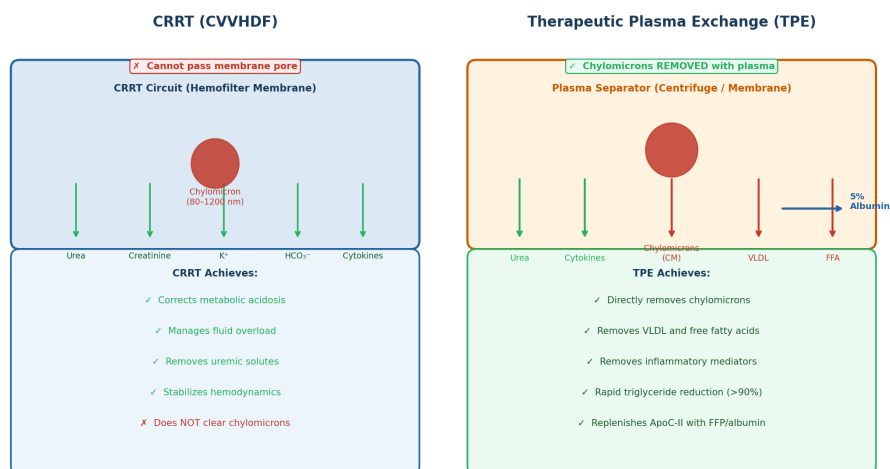 CRRT (CVVHDF)
✗ Cannot pass membrane pore
CRRT Circuit (Hemofilter Membrane)
Chylomicron
(80–1200 nm)
Urea
Creatinine
K⁺
HCO₃⁻
Cytokines
CRRT Achieves:
✓ Corrects metabolic acidosis
✓ Manages fluid overload
✓ Removes uremic solutes
✓ Stabilizes hemodynamics
✗ Does NOT clear chylomicrons
Therapeutic Plasma Exchange (TPE)
✓ Chylomicrons REMOVED with plasma
Plasma Separator (Centrifuge / Membrane)
5%
Albumin
Urea
Cytokines
Chylomicrons
(CM)
VLDL
FFA
TPE Achieves:
✓ Directly removes chylomicrons
✓ Removes VLDL and free fatty acids
✓ Removes inflammatory mediators
✓ Rapid triglyceride reduction (>90%)
✓ Replenishes ApoC-II with FFP/albumin